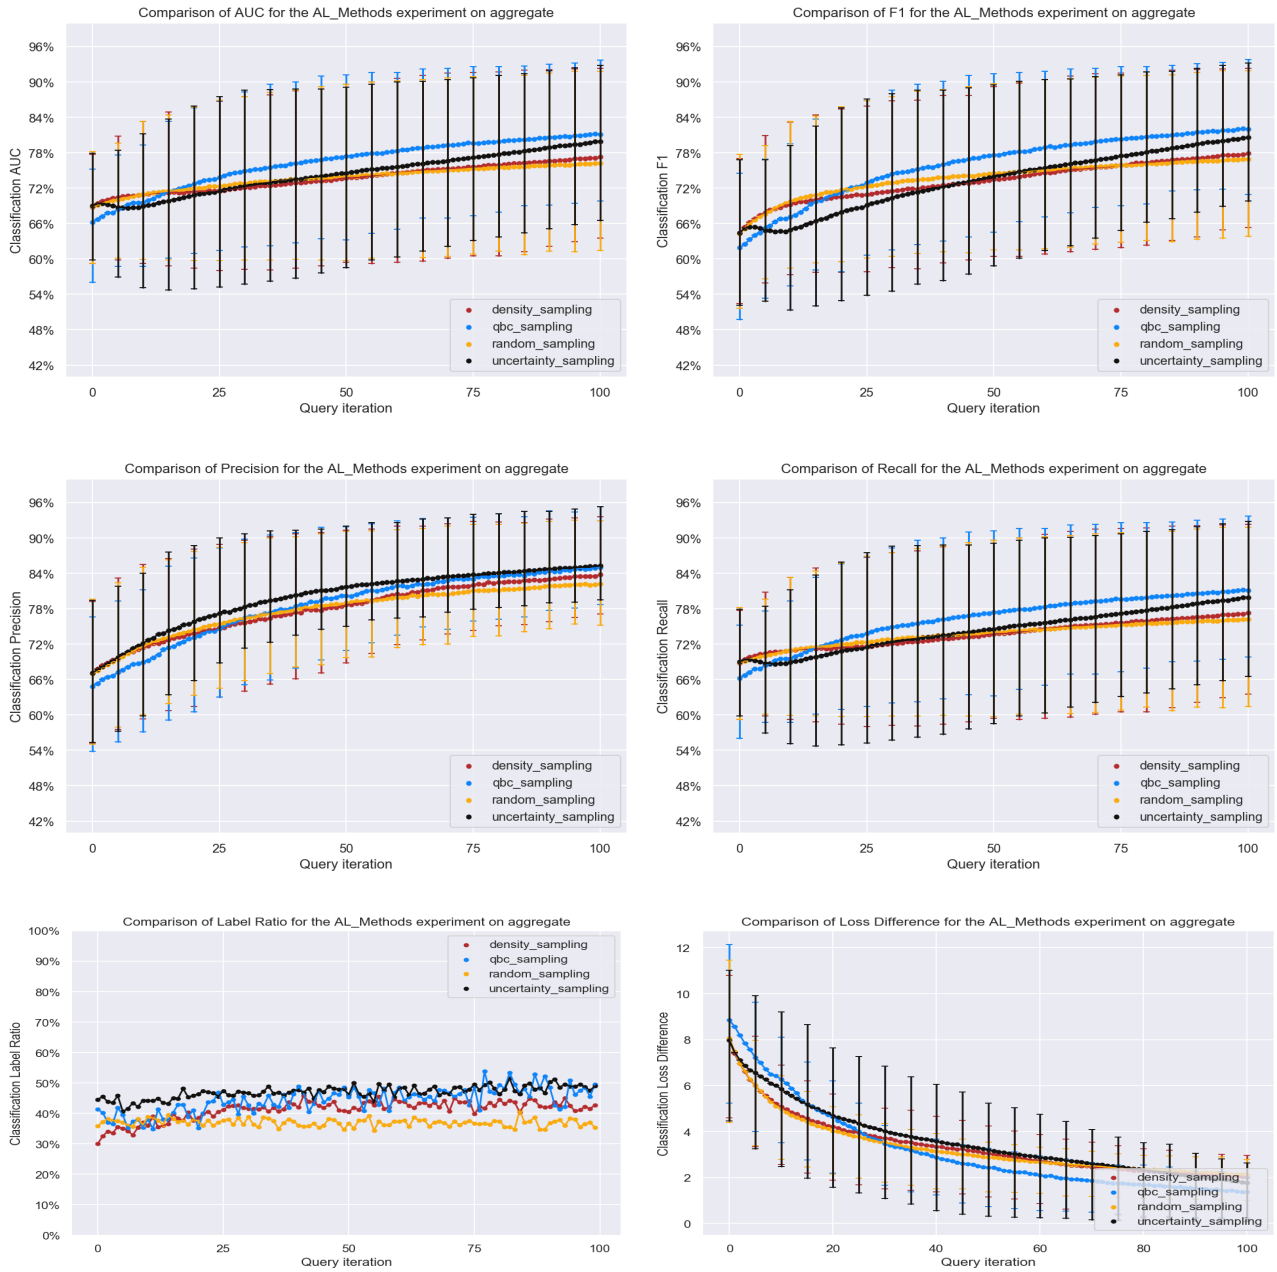 Comparison of AUC for the AL_Methods experiment on aggregate
96%
90%
84%
78%
72%
66%
60%
54%
48%
42%
Classification AUC
density_sampling
qbc_sampling
random_sampling
uncertainty_sampling
0 25 50 75 100
Query iteration
Comparison of F1 for the AL_Methods experiment on aggregate
96%
90%
84%
78%
72%
66%
60%
54%
48%
42%
Classification F1
density_sampling
qbc_sampling
random_sampling
uncertainty_sampling
0 25 50 75 100
Query iteration
Comparison of Precision for the AL_Methods experiment on aggregate
96%
90%
84%
78%
72%
66%
60%
54%
48%
42%
Classification Precision
density_sampling
qbc_sampling
random_sampling
uncertainty_sampling
0 25 50 75 100
Query iteration
Comparison of Recall for the AL_Methods experiment on aggregate
96%
90%
84%
78%
72%
66%
60%
54%
48%
42%
Classification Recall
density_sampling
qbc_sampling
random_sampling
uncertainty_sampling
0 25 50 75 100
Query iteration
Comparison of Label Ratio for the AL_Methods experiment on aggregate
100%
90%
80%
70%
60%
50%
40%
30%
20%
10%
0%
Classification Label Ratio
density_sampling
qbc_sampling
random_sampling
uncertainty_sampling
0 25 50 75 100
Query iteration
Comparison of Loss Difference for the AL_Methods experiment on aggregate
12
10
8
6
4
2
0
Classification Loss Difference
density_sampling
qbc_sampling
random_sampling
uncertainty_sampling
0 20 40 60 80 100
Query iteration